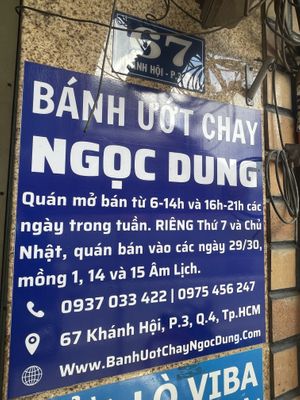 67
KHÁNH HỘI - P.3
BÁNH ƯỚT CHAY
NGỌC DUNG
Quán mở bán từ 6-14h và 16h-21h các
ngày trong tuần. RIÊNG Thứ 7 và Chủ
Nhật, quán bán vào các ngày 29/30,
mồng 1, 14 và 15 Âm Lịch.
0937 033 422 | 0975 456 247
67 Khánh Hội, P.3, Q.4, Tp.HCM
Www.BanhUotChayNgocDung.Com
LÒ VIBA